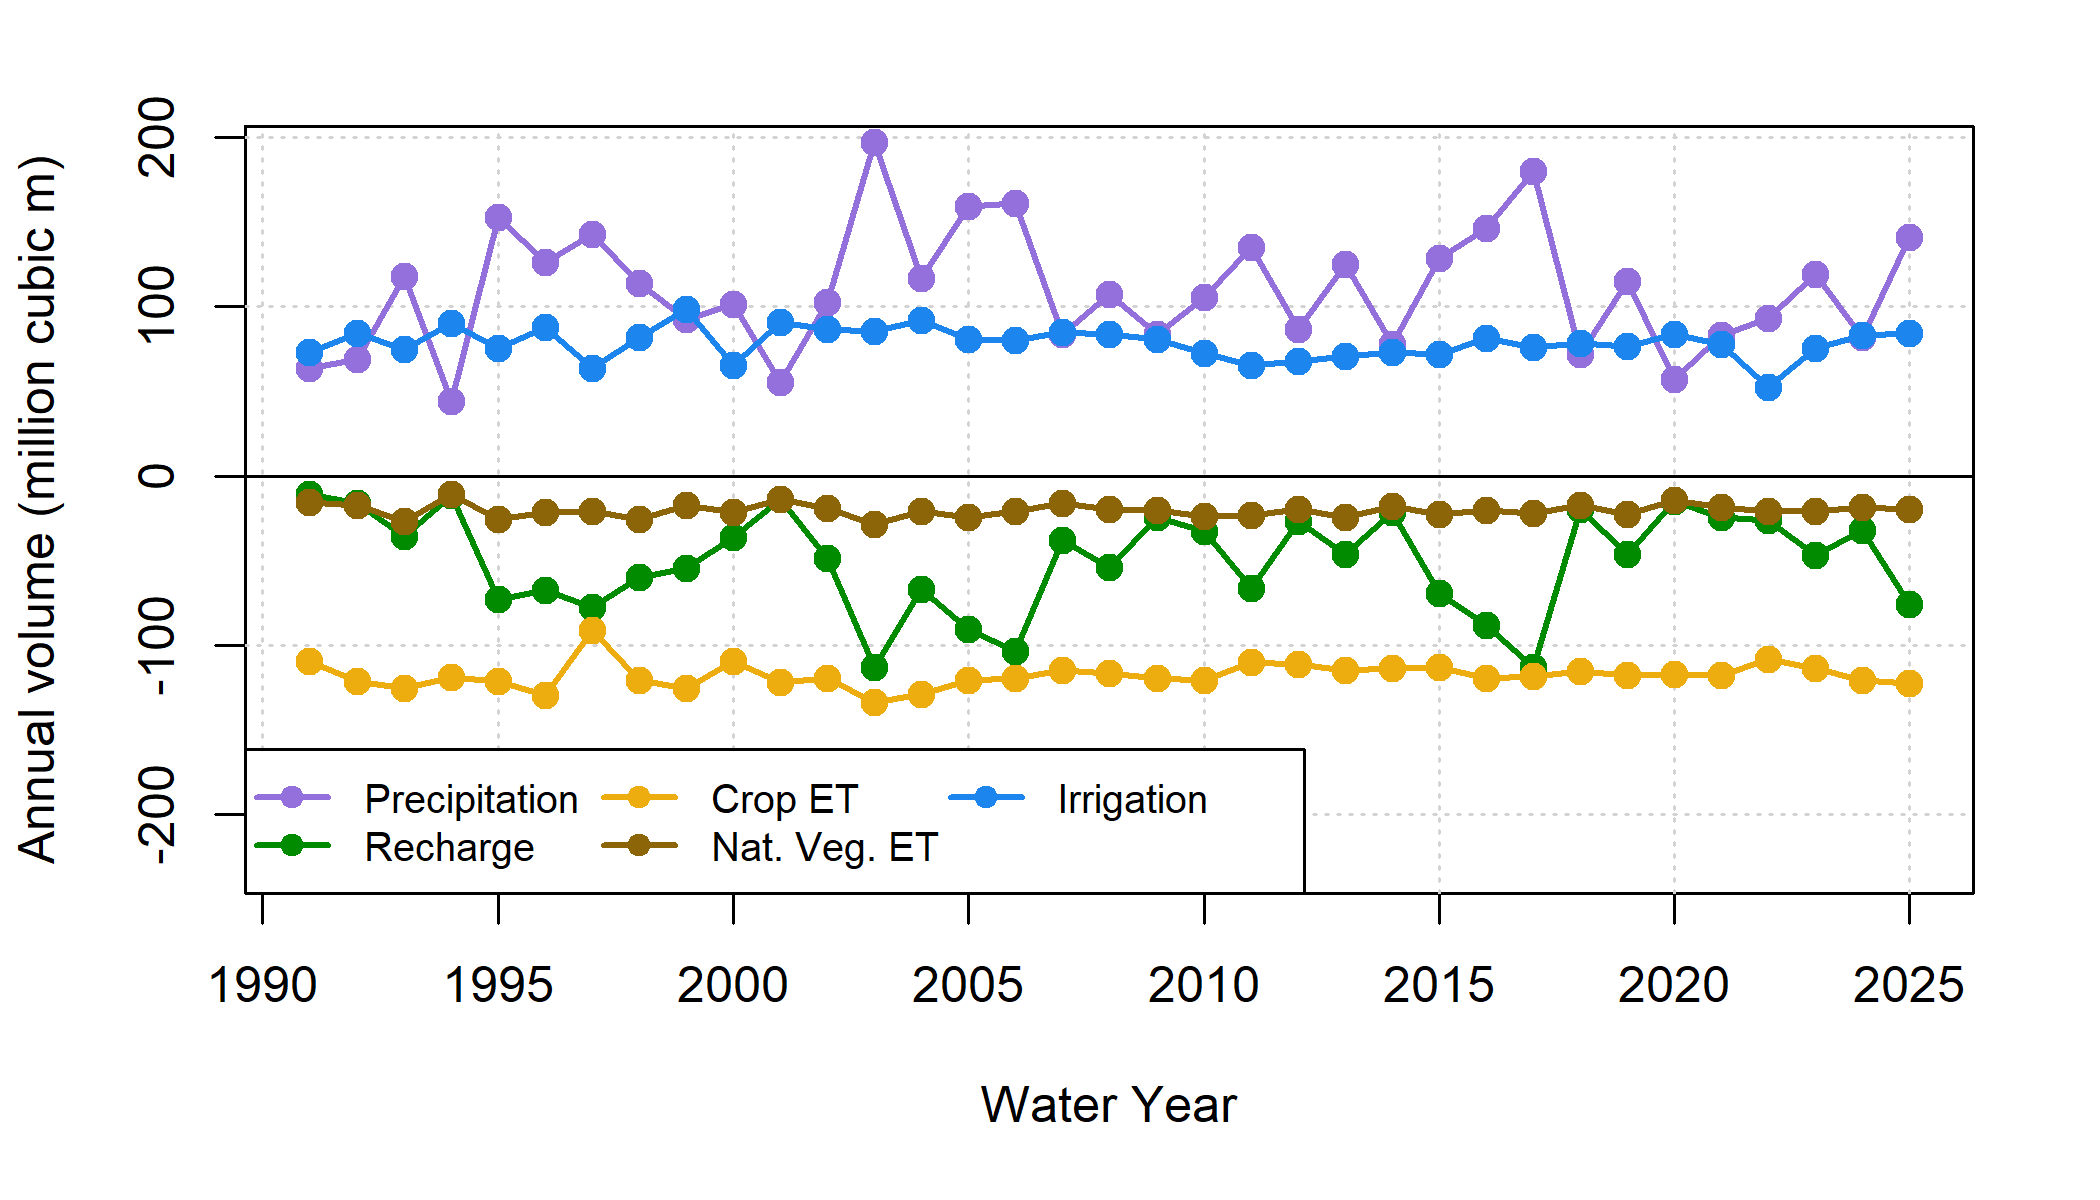 Annual volume (million cubic m)
200
100
0
-100
-200
Precipitation
Crop ET
Irrigation
Recharge
Nat. Veg. ET
1990 1995 2000 2005 2010 2015 2020 2025
Water Year